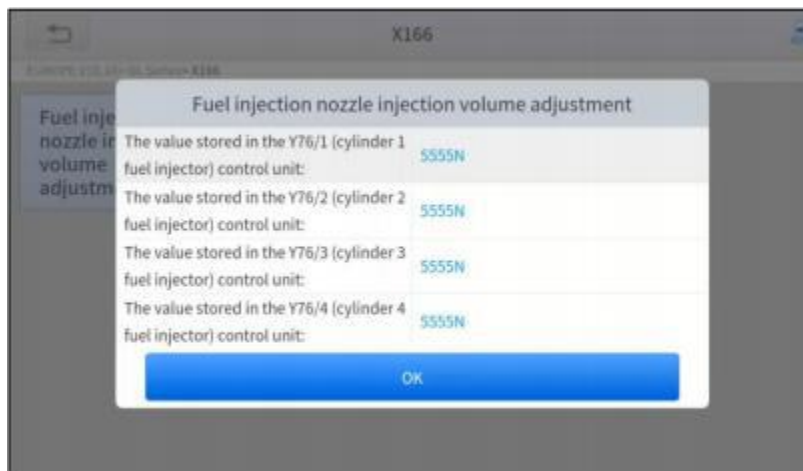 X166
X166
Fuel injection nozzle injection volume adjustment
Fuel inje
nozzle in
volume
adjustm
The value stored in the Y76/1 (cylinder 1
fuel injector) control unit:
5555N
The value stored in the Y76/2 (cylinder 2
fuel injector) control unit:
5555N
The value stored in the Y76/3 (cylinder 3
fuel injector) control unit:
5555N
The value stored in the Y76/4 (cylinder 4
fuel injector) control unit:
5555N
OK